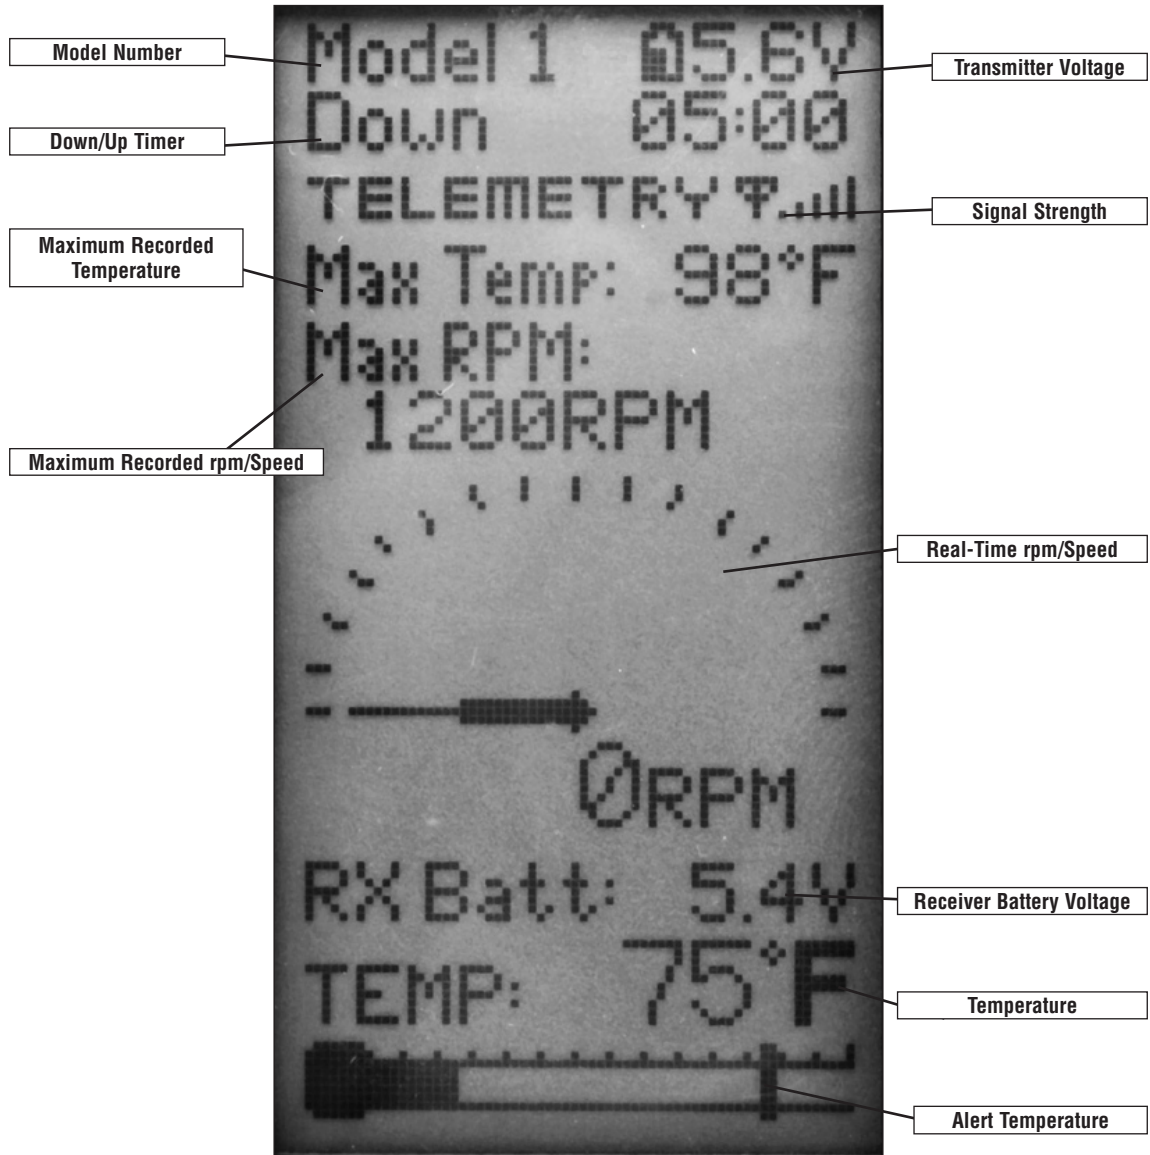 Model Number
Model 1 5.6V
Transmitter Voltage
Down/Up Timer
Down 05:00
TELEMETRY
Signal Strength
Maximum Recorded
Temperature
Max Temp: 98°F
Max RPM:
1200RPM
Maximum Recorded rpm/Speed
Real-Time rpm/Speed
0RPM
RX Batt: 5.4V
Receiver Battery Voltage
TEMP: 75°F
Temperature
Alert Temperature